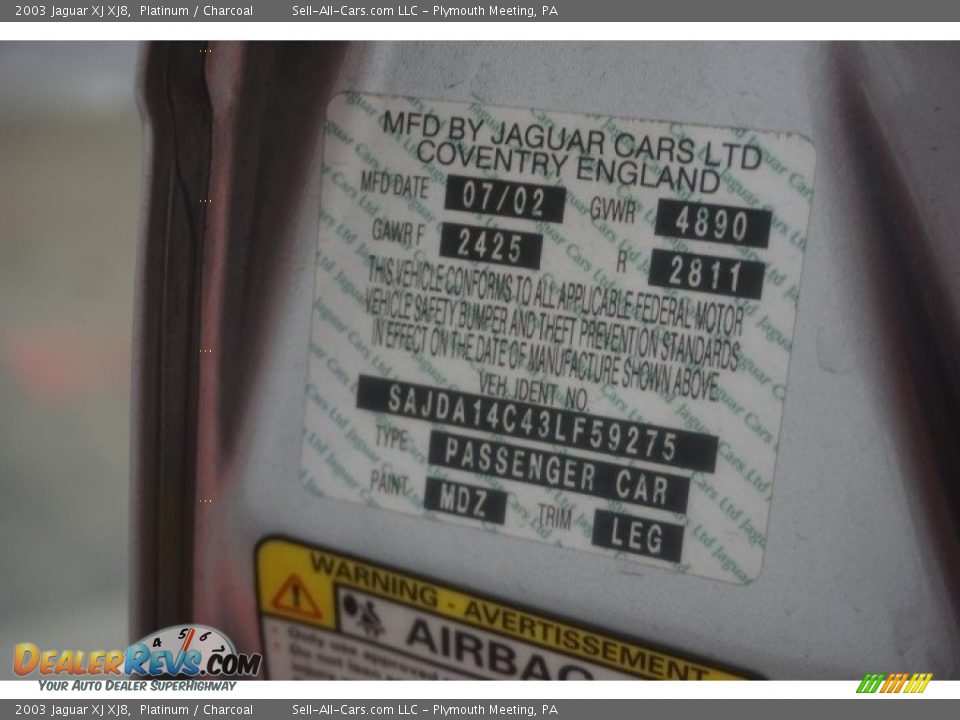 2003 Jaguar XJ XJ8, Platinum / Charcoal Sell-All-Cars.com LLC - Plymouth Meeting, PA
MFD BY JAGUAR CARS LTD
COVENTRY ENGLAND
MFD DATE 07/02 GVWR 4890
GAWR F 2425 R 2811
THIS VEHICLE CONFORMS TO ALL APPLICABLE FEDERAL MOTOR
VEHICLE SAFETY BUMPER AND THEFT PREVENTION STANDARDS
IN EFFECT ON THE DATE OF MANUFACTURE SHOWN ABOVE
VEH. IDENT. NO.
SAJDA14C43LF59275
TYPE PASSENGER CAR
PAINT MDZ TRIM LEG
WARNING - AVERTISSEMENT
AIRBAG
4 5 6
DealerRevs.com
Your Auto Dealer SuperHighway
2003 Jaguar XJ XJ8, Platinum / Charcoal Sell-All-Cars.com LLC - Plymouth Meeting, PA